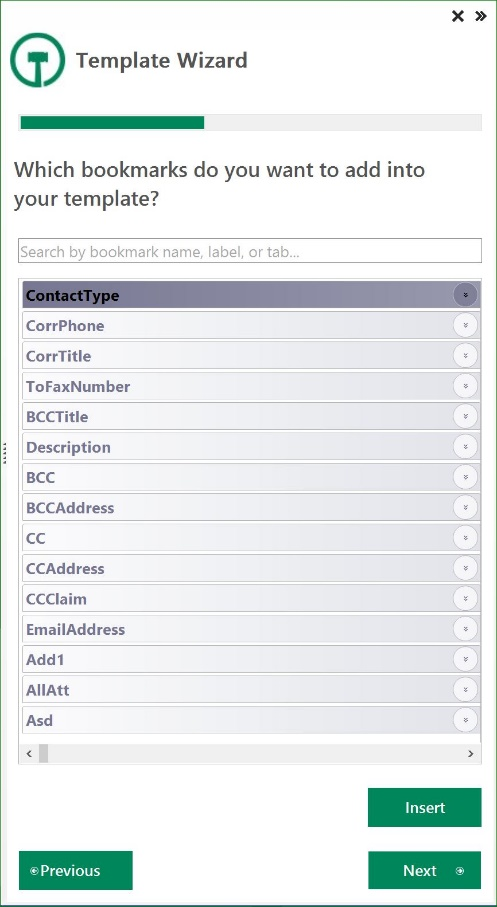 Template Wizard
Which bookmarks do you want to add into
your template?
Search by bookmark name, label, or tab...
ContactType
CorrPhone
CorrTitle
ToFaxNumber
BCCTitle
Description
BCC
BCCAddress
CC
CCAddress
CCClaim
EmailAddress
Add1
AllAtt
Asd
Insert
Previous
Next